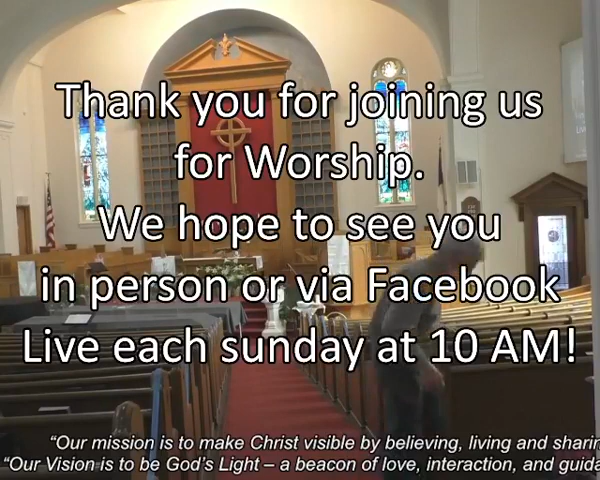 Thank you for joining us
for Worship.
We hope to see you
in person or via Facebook
Live each sunday at 10 AM!
"Our mission is to make Christ visible by believing, living and
"Our Vision is to be God's Light – a beacon of love, interaction, and